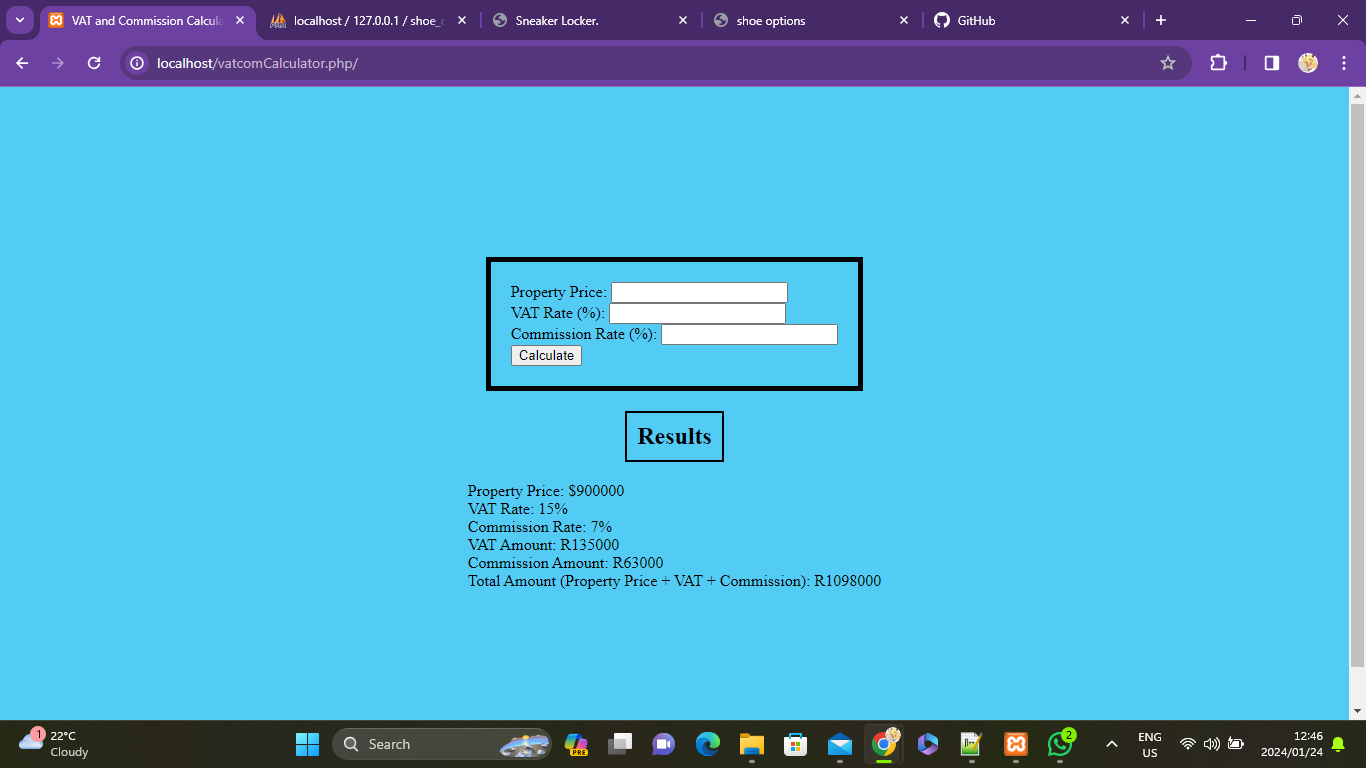 VAT and Commission Calcula
localhost / 127.0.0.1 / shoe_
Sneaker Locker.
shoe options
GitHub
localhost/vatcomCalculator.php/
Property Price:
VAT Rate (%):
Commission Rate (%):
Calculate
Results
Property Price: $900000
VAT Rate: 15%
Commission Rate: 7%
VAT Amount: R135000
Commission Amount: R63000
Total Amount (Property Price + VAT + Commission): R1098000
1
22°C
Cloudy
Search
PRE
2
ENG
US
12:46
2024/01/24